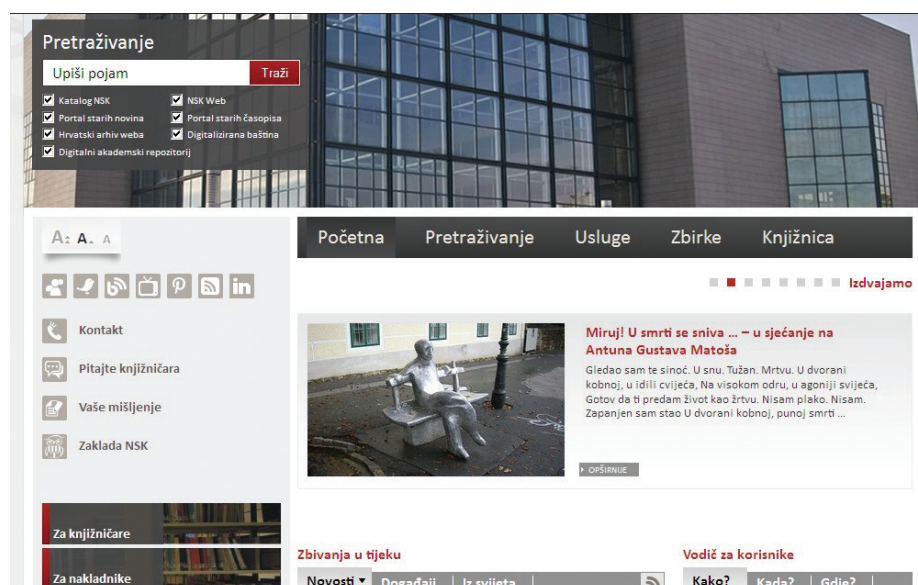 Pretraživanje
Upiši pojam Traži
Katalog NSK NSK Web
Portal starih novina Portal starih časopisa
Hrvatski arhiv weba Digitalizirana baština
Digitalni akademski repozitorij
A: A. A
Početna Pretraživanje Usluge Zbirke Knjižnica
Izdvajamo
Kontakt
Pitajte knjižničara
Vaše mišljenje
Zaklada NSK
Miruj! U smrti se sniva ... – u sjećanje na
Antuna Gustava Matoša
Gledao sam te sinoć. U snu. Tužan. Mrtvu. U dvorani
kobnoj, u idili cvijeća, Na visokom odru, u agoniji svijeća,
Gotov da ti predam život kao žrtvu. Nisam plako. Nisam.
Zapanjen sam stao U dvorani kobnoj, punoj smrti ...
OPŠIRNIJE
Za knjižničare
Za nakladnike
Zbivanja u tijeku
Novosti Događaji | Iz svijeta |
Vodič za korisnike
Kako? Kada? | Gdje? |